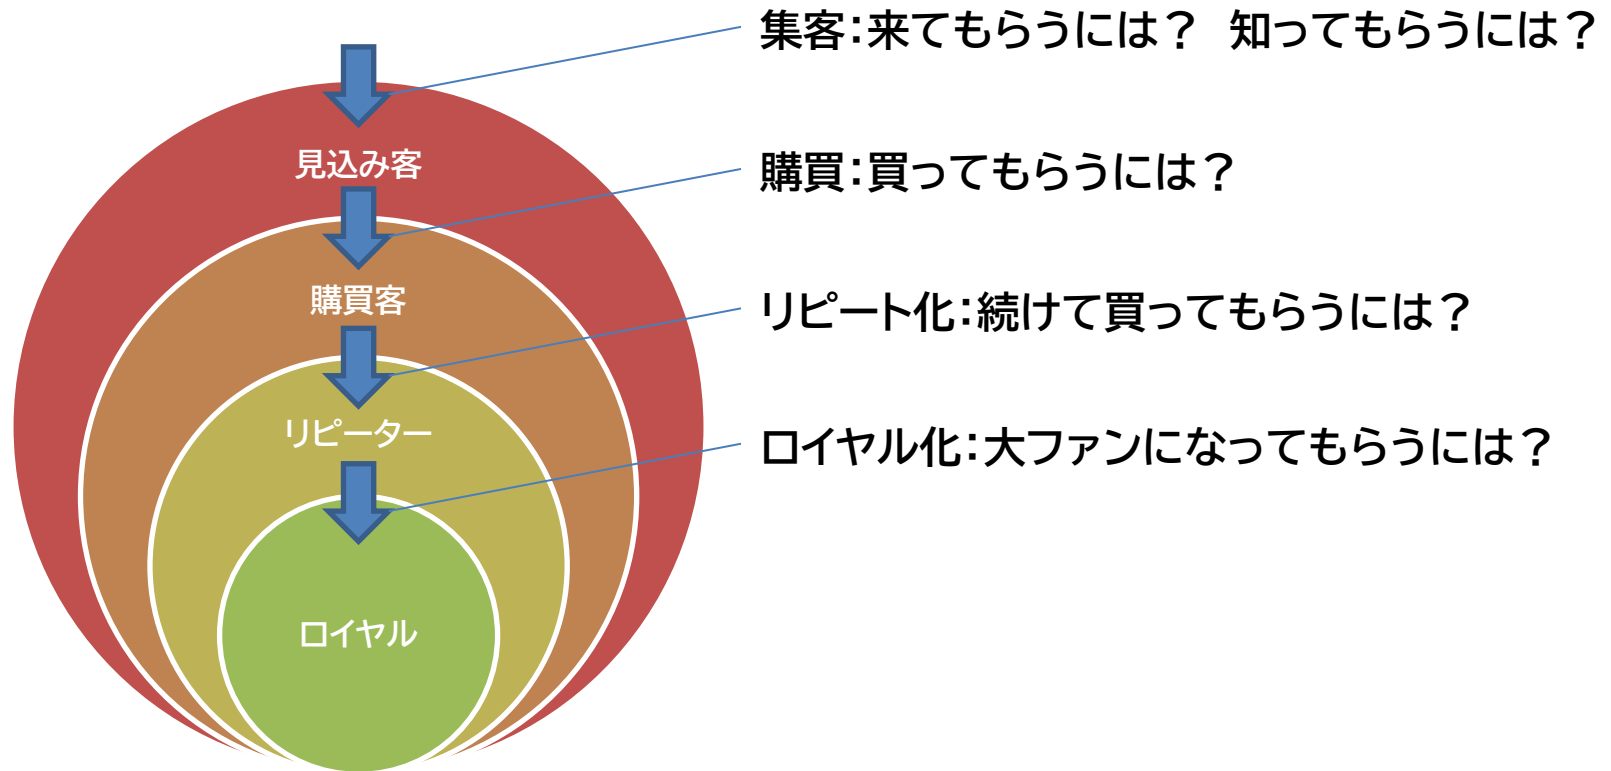 集客：来てもらうには？　知ってもらうには？
見込み客
購買：買ってもらうには？
購買客
リピート化：続けて買ってもらうには？
リピーター
ロイヤル化：大ファンになってもらうには？
ロイヤル